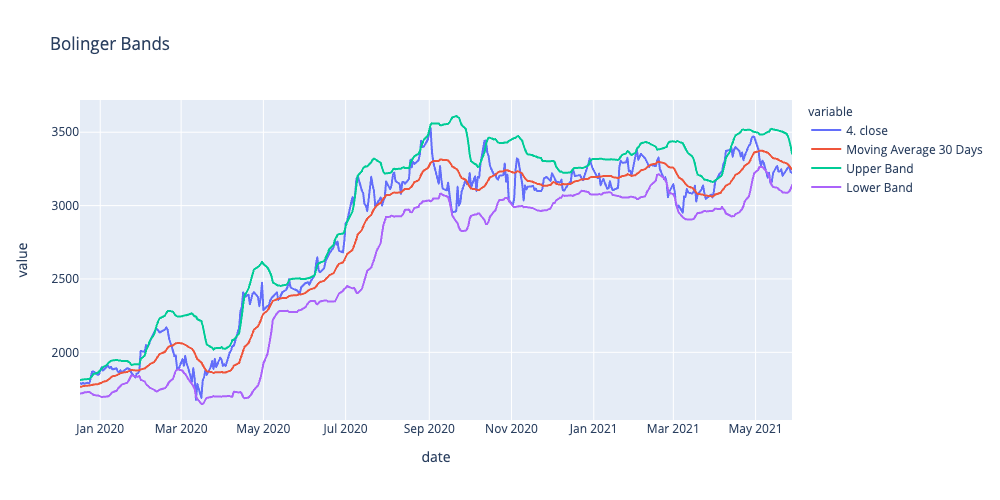 Bolinger Bands
variable
4. close
Moving Average 30 Days
Upper Band
Lower Band
value
3500
3000
2500
2000
Jan 2020
Mar 2020
May 2020
Jul 2020
Sep 2020
Nov 2020
Jan 2021
Mar 2021
May 2021
date